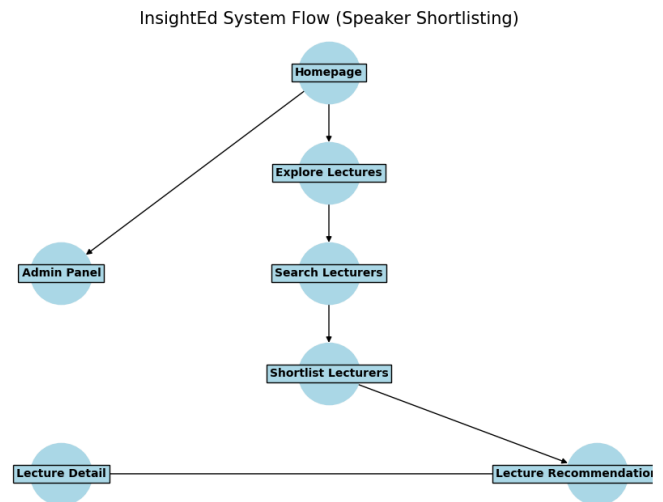 InsightEd System Flow (Speaker Shortlisting)
Homepage
Explore Lectures
Admin Panel
Search Lecturers
Shortlist Lecturers
Lecture Detail
Lecture Recommendation